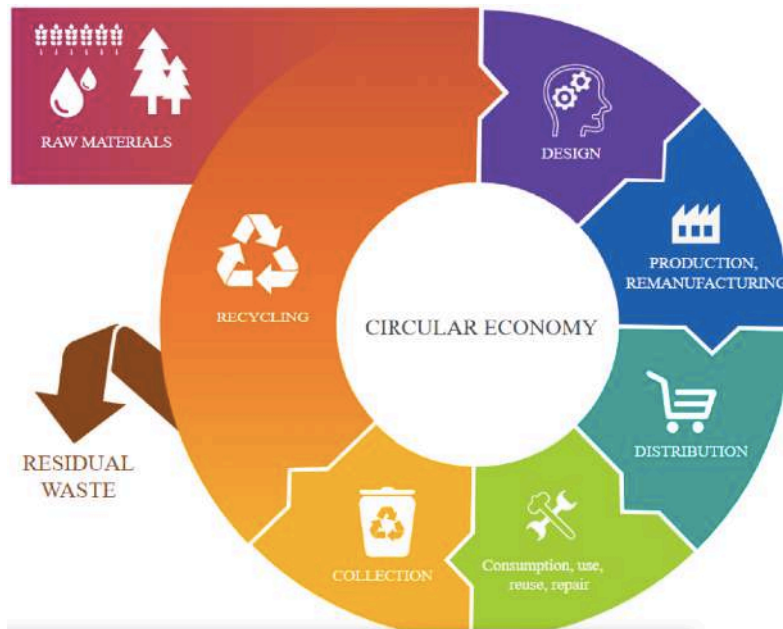 RAW MATERIALS
DESIGN
PRODUCTION,
REMANUFACTURING
RECYCLING
CIRCULAR ECONOMY
DISTRIBUTION
RESIDUAL
WASTE
COLLECTION
Consumption, use,
reuse, repair